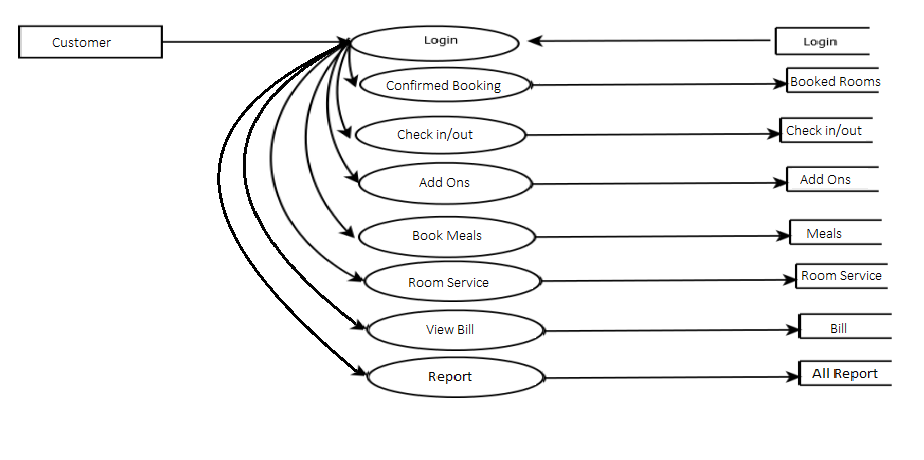 Customer
Login
Login
Confirmed Booking
Booked Rooms
Check in/out
Check in/out
Add Ons
Add Ons
Book Meals
Meals
Room Service
Room Service
View Bill
Bill
Report
All Report